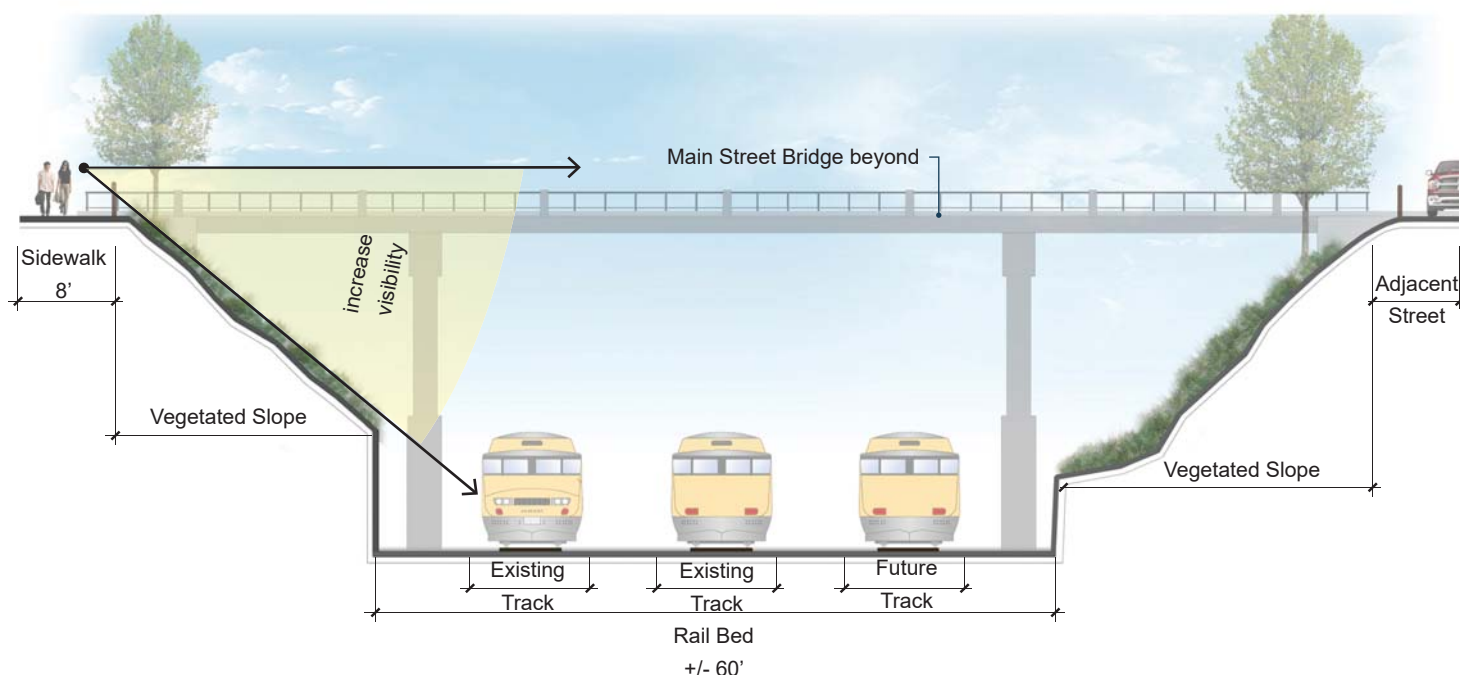 Main Street Bridge beyond
increase
visibility
Sidewalk
8’
Adjacent
Street
Vegetated Slope
Vegetated Slope
Existing
Track
Existing
Track
Future
Track
Rail Bed
+/- 60’